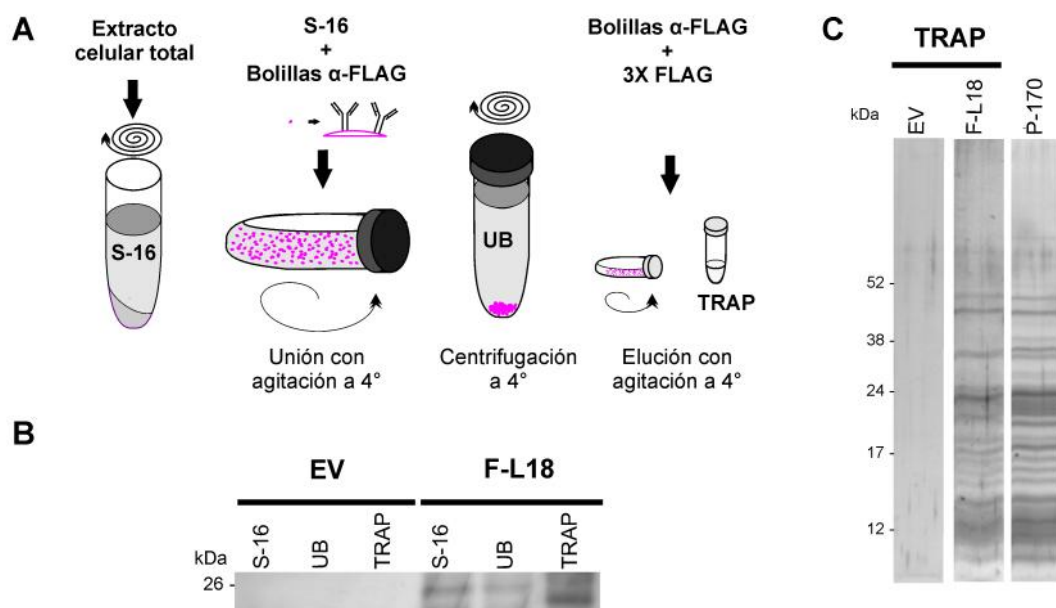 A
Extracto
celular total
S-16
S-16
+
Bolillas α-FLAG
Unión con
agitación a 4°
UB
Centrifugación
a 4°
Bolillas α-FLAG
+
3X FLAG
TRAP
Elución con
agitación a 4°
B
EV
F-L18
kDa
S-16
UB
TRAP
S-16
UB
TRAP
26 -
C
TRAP
kDa
EV
F-L18
P-170
52 -
38 -
24 -
17 -
12 -